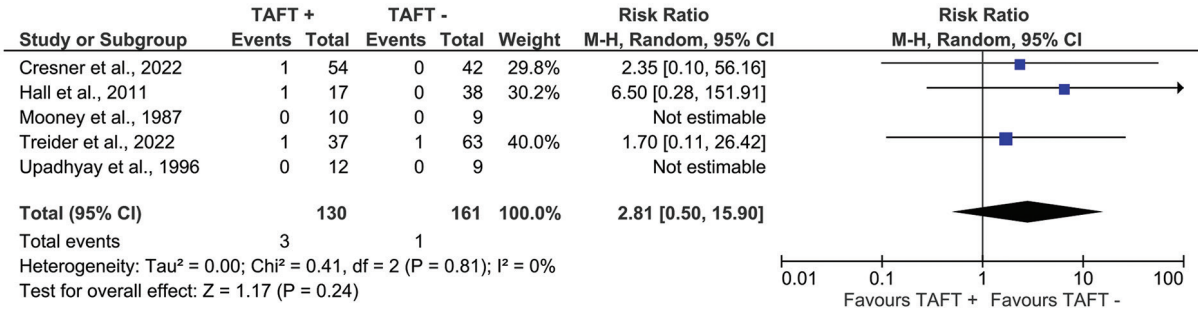 TAFT + TAFT - Risk Ratio Risk Ratio
Study or Subgroup Events Total Events Total Weight M-H, Random, 95% CI M-H, Random, 95% CI
Cresner et al., 2022 1 54 0 42 29.8% 2.35 [0.10, 56.16]
Hall et al., 2011 1 17 0 38 30.2% 6.50 [0.28, 151.91]
Mooney et al., 1987 0 10 0 9 Not estimable
Treider et al., 2022 1 37 1 63 40.0% 1.70 [0.11, 26.42]
Upadhyay et al., 1996 0 12 0 9 Not estimable
Total (95% CI) 130 161 100.0% 2.81 [0.50, 15.90]
Total events 3 1
Heterogeneity: Tau² = 0.00; Chi² = 0.41, df = 2 (P = 0.81); I² = 0%
Test for overall effect: Z = 1.17 (P = 0.24)
0.01 0.1 1 10 100
Favours TAFT + Favours TAFT -